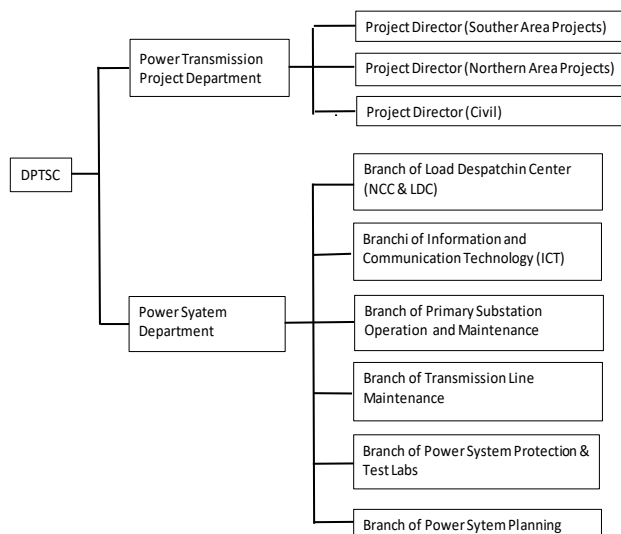 Project Director (Souther Area Projects)
Power Transmission
Project Department
Project Director (Northern Area Projects)
Project Director (Civil)
DPTSC
Branch of Load Despatchin Center
(NCC & LDC)
Branchi of Information and
Communication Technology (ICT)
Power System
Department
Branch of Primary Substation
Operation and Maintenance
Branch of Transmission Line
Maintenance
Branch of Power System Protection &
Test Labs
Branch of Power Sytem Planning